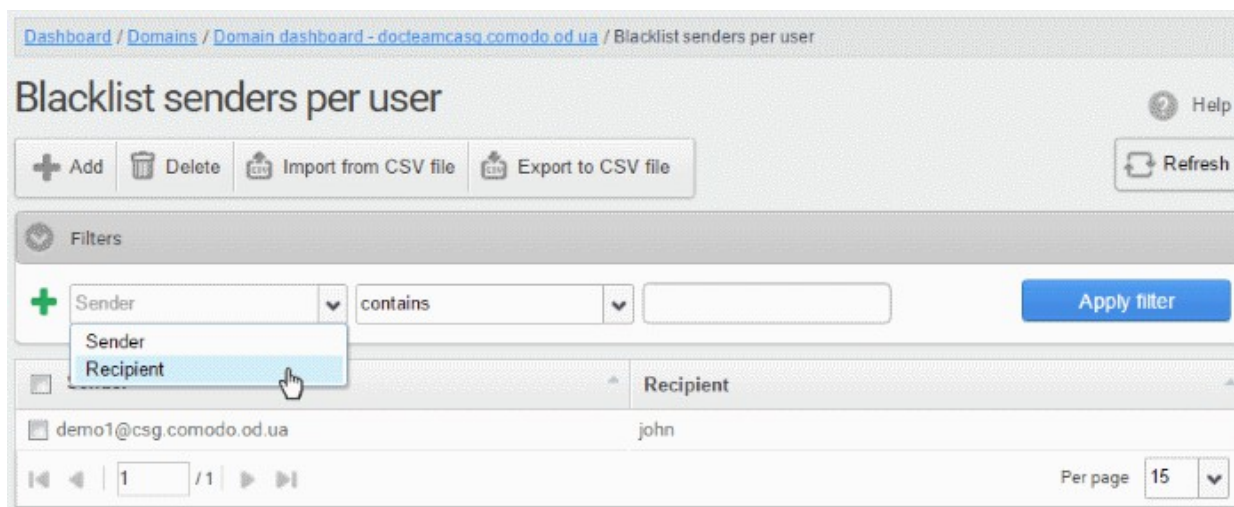 Dashboard / Domains / Domain dashboard - docteamcasg.comodo.od.ua / Blacklist senders per user
Blacklist senders per user
Help
Add Delete Import from CSV file Export to CSV file
Refresh
Filters
Sender contains Apply filter
Sender
Recipient
Recipient
demo1@csg.comodo.od.ua john
1 / 1 Per page 15